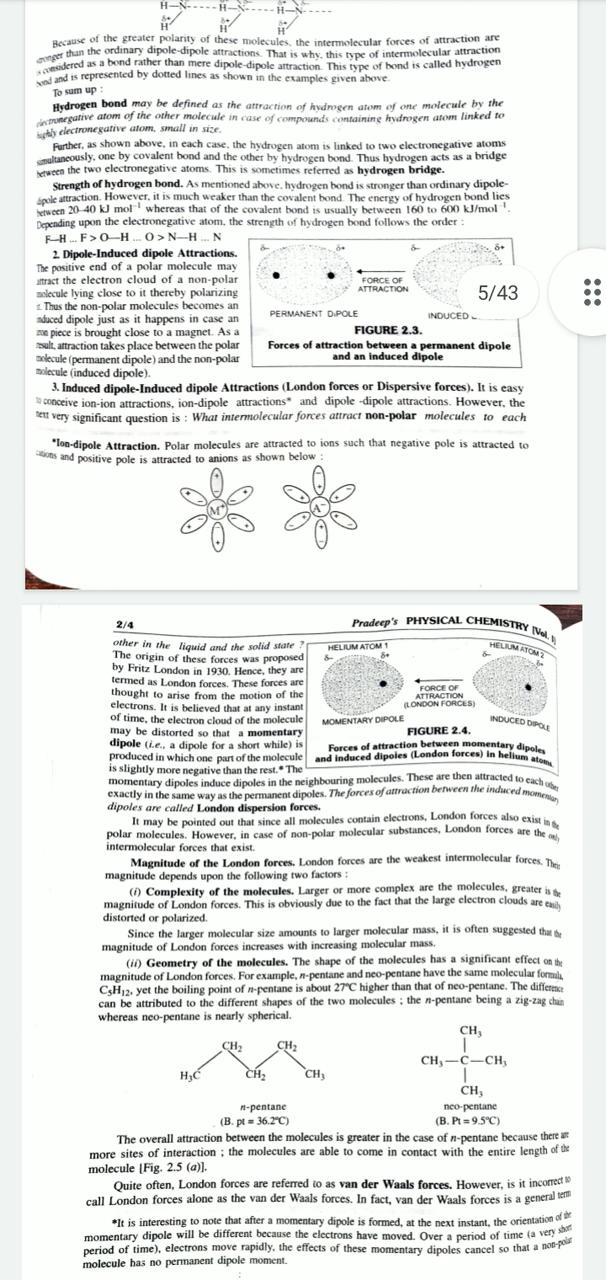 H—N-----H—N-----H—N-----
δ+ δ+ δ+
H H H
Because of the greater polarity of these molecules, the intermolecular forces of attraction are
than the ordinary dipole-dipole attractions. That is why, this type of intermolecular attraction
considered as a bond rather than mere dipole-dipole attraction. This type of bond is called hydrogen
bond and is represented by dotted lines as shown in the examples given above.
To sum up :
Hydrogen bond may be defined as the attraction of hydrogen atom of one molecule by the
electronegative atom of the other molecule in case of compounds containing hydrogen atom linked to
highly electronegative atom, small in size.
Further, as shown above, in each case, the hydrogen atom is linked to two electronegative atoms
simultaneously, one by covalent bond and the other by hydrogen bond. Thus hydrogen acts as a bridge
between the two electronegative atoms. This is sometimes referred as hydrogen bridge.
Strength of hydrogen bond. As mentioned above, hydrogen bond is stronger than ordinary dipole-
dipole attraction. However, it is much weaker than the covalent bond. The energy of hydrogen bond lies
between 20–40 kJ mol⁻¹ whereas that of the covalent bond is usually between 160 to 600 kJ/mol⁻¹.
Depending upon the electronegative atom, the strength of hydrogen bond follows the order :
F—H ... F > O—H ... O > N—H ... N
2. Dipole-Induced dipole Attractions.
The positive end of a polar molecule may
attract the electron cloud of a non-polar
molecule lying close to it thereby polarizing
it. Thus the non-polar molecules becomes an
induced dipole just as it happens in case an
iron piece is brought close to a magnet. As a
result, attraction takes place between the polar
molecule (permanent dipole) and the non-polar
molecule (induced dipole).
δ– δ+ δ– δ+
FORCE OF
ATTRACTION
PERMANENT DIPOLE INDUCED
FIGURE 2.3.
Forces of attraction between a permanent dipole
and an induced dipole
5/43
3. Induced dipole-Induced dipole Attractions (London forces or Dispersive forces). It is easy
to conceive ion-ion attractions, ion-dipole attractions* and dipole -dipole attractions. However, the
next very significant question is : What intermolecular forces attract non-polar molecules to each
*Ion-dipole Attraction. Polar molecules are attracted to ions such that negative pole is attracted to
cations and positive pole is attracted to anions as shown below :
M⁺ A⁻
2/4 Pradeep's PHYSICAL CHEMISTRY [Vol. I]
other in the liquid and the solid state ?
The origin of these forces was proposed
by Fritz London in 1930. Hence, they are
termed as London forces. These forces are
thought to arise from the motion of the
electrons. It is believed that at any instant
of time, the electron cloud of the molecule
may be distorted so that a momentary
dipole (i.e., a dipole for a short while) is
produced in which one part of the molecule
is slightly more negative than the rest.* The
HELIUM ATOM 1 HELIUM ATOM 2
δ– δ+ δ– δ+
FORCE OF
ATTRACTION
(LONDON FORCES)
MOMENTARY DIPOLE INDUCED DIPOLE
FIGURE 2.4.
Forces of attraction between momentary dipoles
and induced dipoles (London forces) in helium atoms
momentary dipoles induce dipoles in the neighbouring molecules. These are then attracted to each other
exactly in the same way as the permanent dipoles. The forces of attraction between the induced momentary
dipoles are called London dispersion forces.
It may be pointed out that since all molecules contain electrons, London forces also exist in the
polar molecules. However, in case of non-polar molecular substances, London forces are the only
intermolecular forces that exist.
Magnitude of the London forces. London forces are the weakest intermolecular forces. Their
magnitude depends upon the following two factors :
(i) Complexity of the molecules. Larger or more complex are the molecules, greater is the
magnitude of London forces. This is obviously due to the fact that the large electron clouds are easily
distorted or polarized.
Since the larger molecular size amounts to larger molecular mass, it is often suggested that the
magnitude of London forces increases with increasing molecular mass.
(ii) Geometry of the molecules. The shape of the molecules has a significant effect on the
magnitude of London forces. For example, n-pentane and neo-pentane have the same molecular formula,
C₅H₁₂, yet the boiling point of n-pentane is about 27°C higher than that of neo-pentane. The difference
can be attributed to the different shapes of the two molecules ; the n-pentane being a zig-zag chain
whereas neo-pentane is nearly spherical.
CH₂ CH₂
H₃C CH₂ CH₃
n-pentane
(B. pt = 36.2°C)
CH₃
CH₃—C—CH₃
CH₃
neo-pentane
(B. Pt = 9.5°C)
The overall attraction between the molecules is greater in the case of n-pentane because there are
more sites of interaction ; the molecules are able to come in contact with the entire length of the
molecule [Fig. 2.5 (a)].
Quite often, London forces are referred to as van der Waals forces. However, is it incorrect to
call London forces alone as the van der Waals forces. In fact, van der Waals forces is a general term
*It is interesting to note that after a momentary dipole is formed, at the next instant, the orientation of the
momentary dipole will be different because the electrons have moved. Over a period of time (a very short
period of time), electrons move rapidly, the effects of these momentary dipoles cancel so that a non-polar
molecule has no permanent dipole moment.